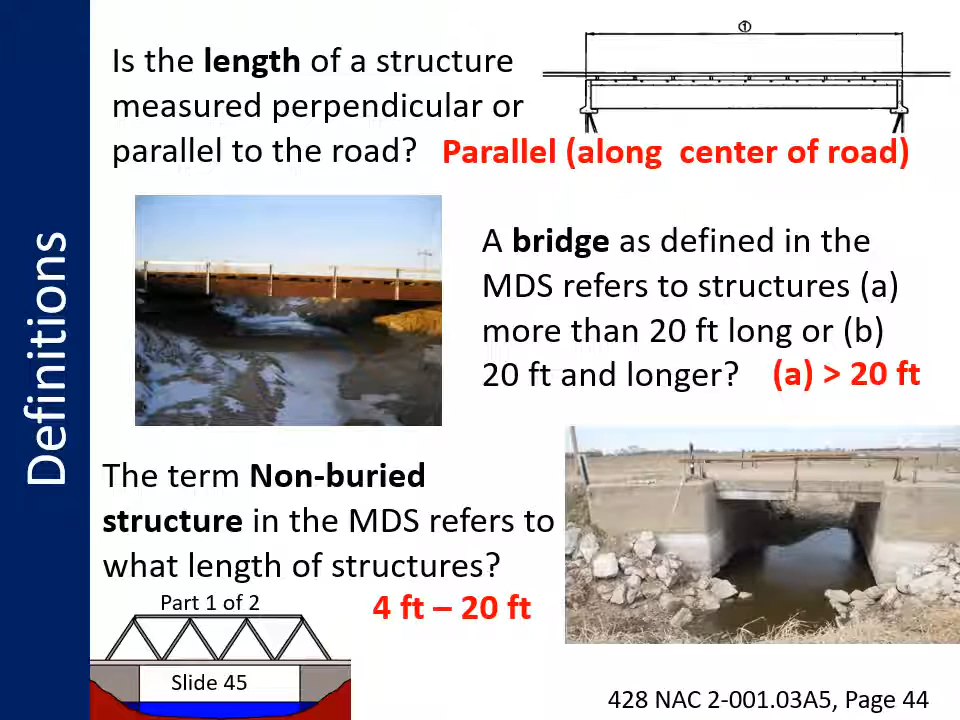 Definitions
①
Is the length of a structure
measured perpendicular or
parallel to the road? Parallel (along center of road)
A bridge as defined in the
MDS refers to structures (a)
more than 20 ft long or (b)
20 ft and longer? (a) > 20 ft
The term Non-buried
structure in the MDS refers to
what length of structures?
4 ft – 20 ft
Part 1 of 2
Slide 45
428 NAC 2-001.03A5, Page 44